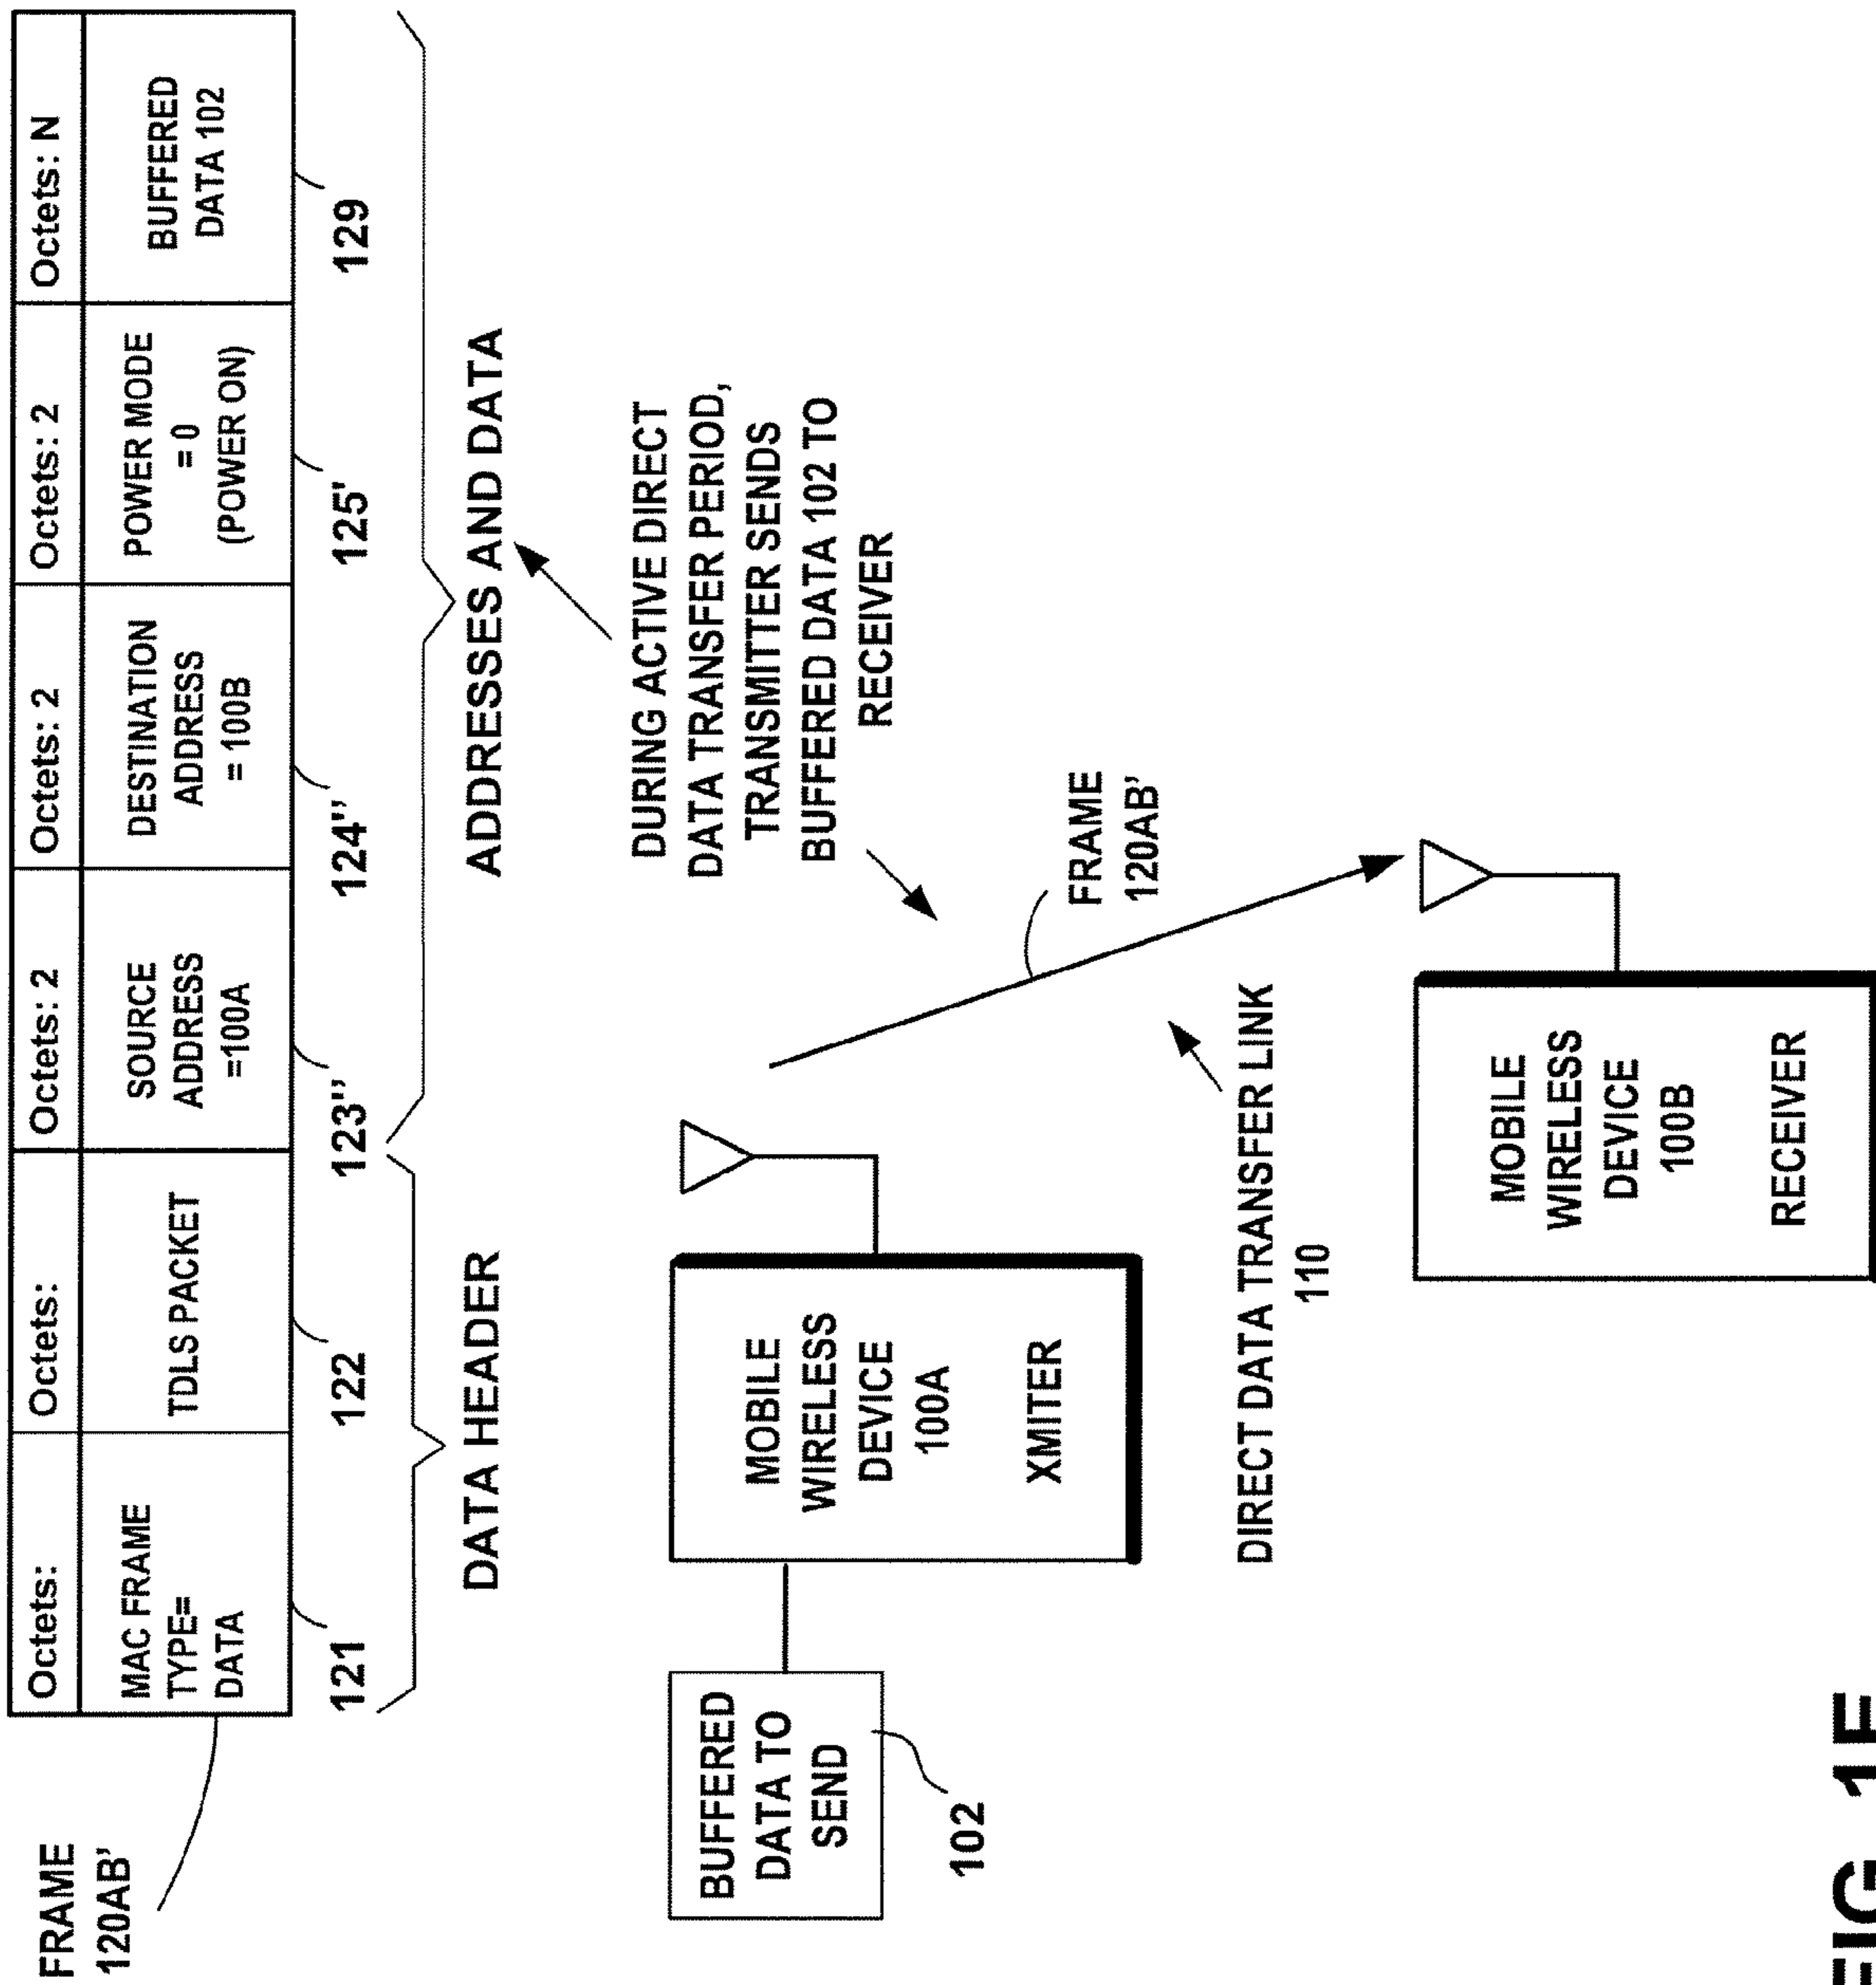 FRAME
120AB'
Octets:
Octets:
Octets: 2
Octets: 2
Octets: 2
Octets: N
MAC FRAME
TYPE=
DATA
TDLS PACKET
SOURCE
ADDRESS
=100A
DESTINATION
ADDRESS
= 100B
POWER MODE
= 0
(POWER ON)
BUFFERED
DATA 102
121
122
123''
124''
125'
129
DATA HEADER
ADDRESSES AND DATA
DURING ACTIVE DIRECT
DATA TRANSFER PERIOD,
TRANSMITTER SENDS
BUFFERED DATA 102 TO
RECEIVER
BUFFERED
DATA TO
SEND
102
MOBILE
WIRELESS
DEVICE
100A
XMITER
FRAME
120AB'
DIRECT DATA TRANSFER LINK
110
MOBILE
WIRELESS
DEVICE
100B
RECEIVER
FIG